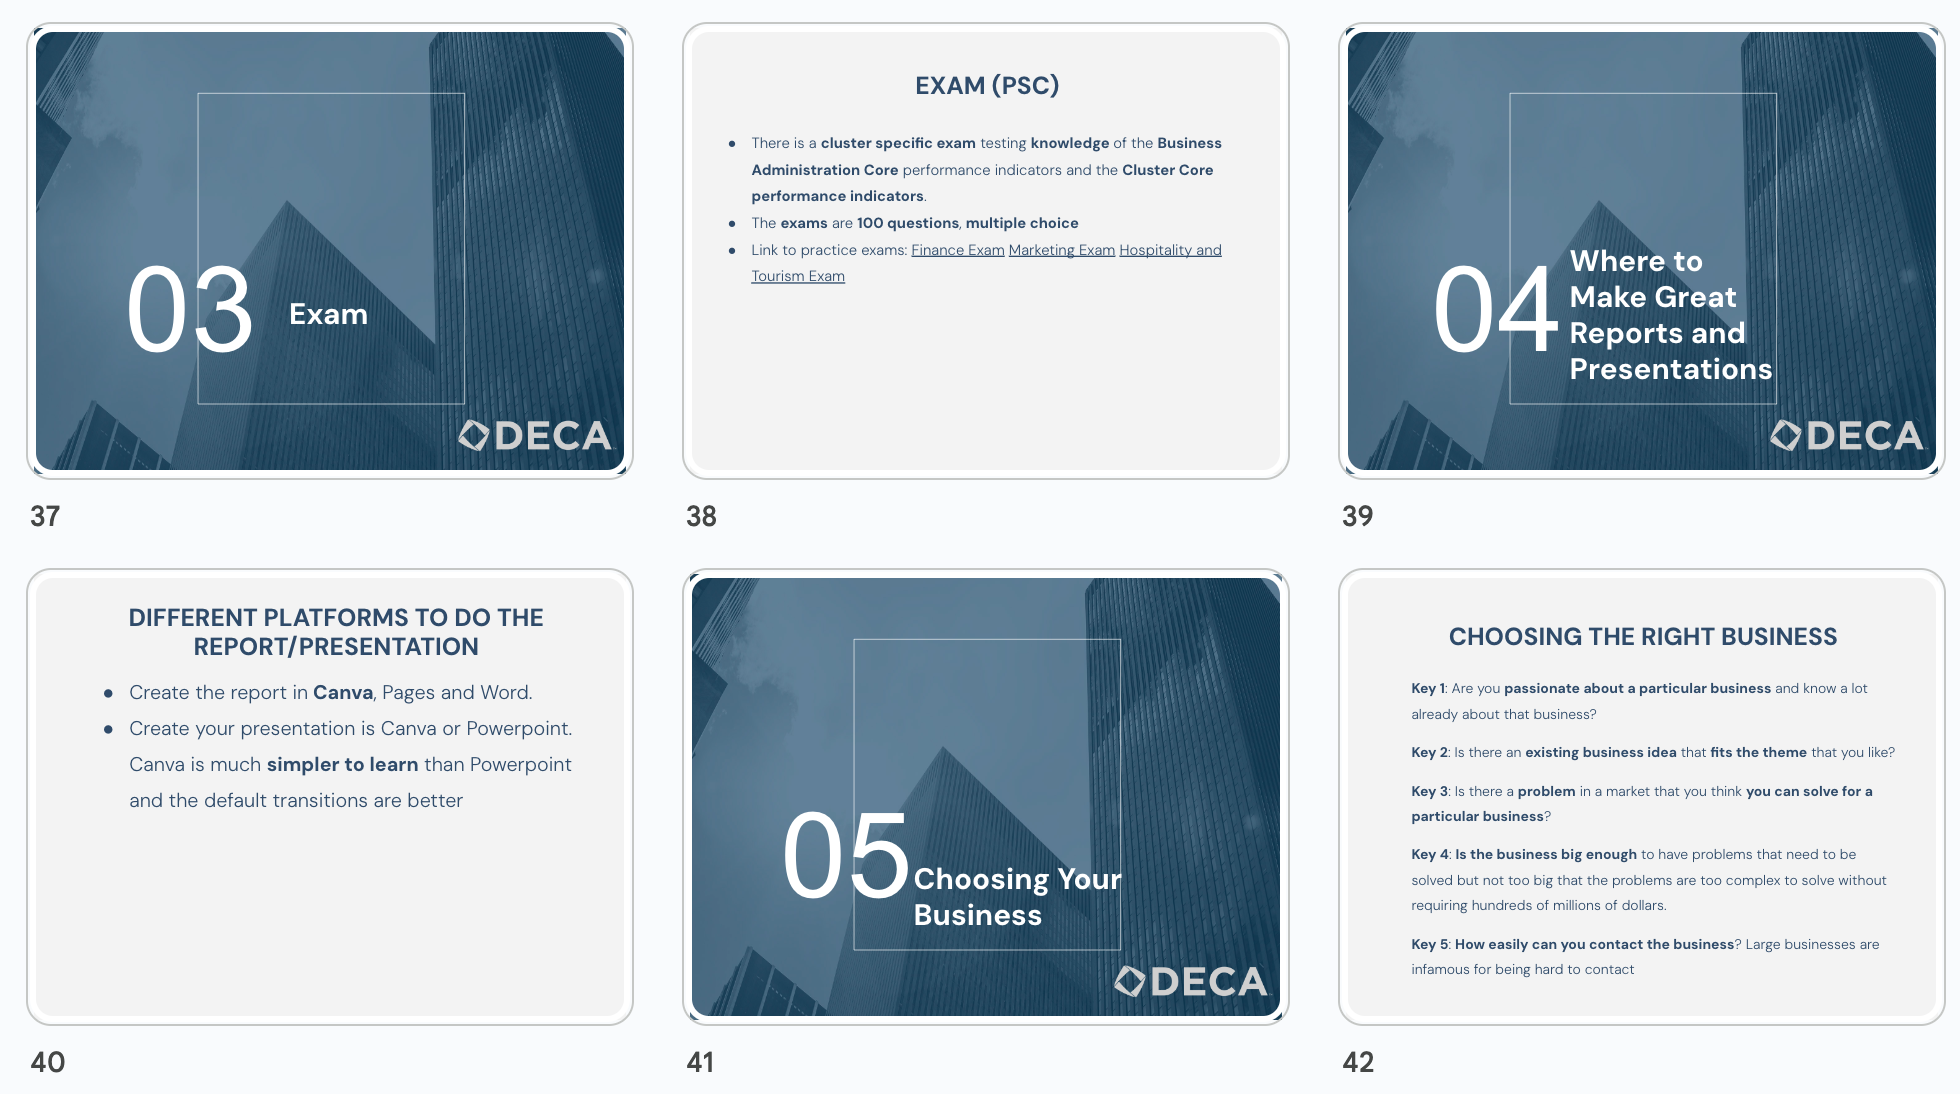 03
Exam
DECA
37
EXAM (PSC)
● There is a cluster specific exam testing knowledge of the Business
Administration Core performance indicators and the Cluster Core
performance indicators.
● The exams are 100 questions, multiple choice
● Link to practice exams: Finance Exam Marketing Exam Hospitality and
Tourism Exam
38
04
Where to
Make Great
Reports and
Presentations
DECA
39
DIFFERENT PLATFORMS TO DO THE
REPORT/PRESENTATION
● Create the report in Canva, Pages and Word.
● Create your presentation is Canva or Powerpoint.
Canva is much simpler to learn than Powerpoint
and the default transitions are better
40
05
Choosing Your
Business
DECA
41
CHOOSING THE RIGHT BUSINESS
Key 1: Are you passionate about a particular business and know a lot
already about that business?
Key 2: Is there an existing business idea that fits the theme that you like?
Key 3: Is there a problem in a market that you think you can solve for a
particular business?
Key 4: Is the business big enough to have problems that need to be
solved but not too big that the problems are too complex to solve without
requiring hundreds of millions of dollars.
Key 5: How easily can you contact the business? Large businesses are
infamous for being hard to contact
42